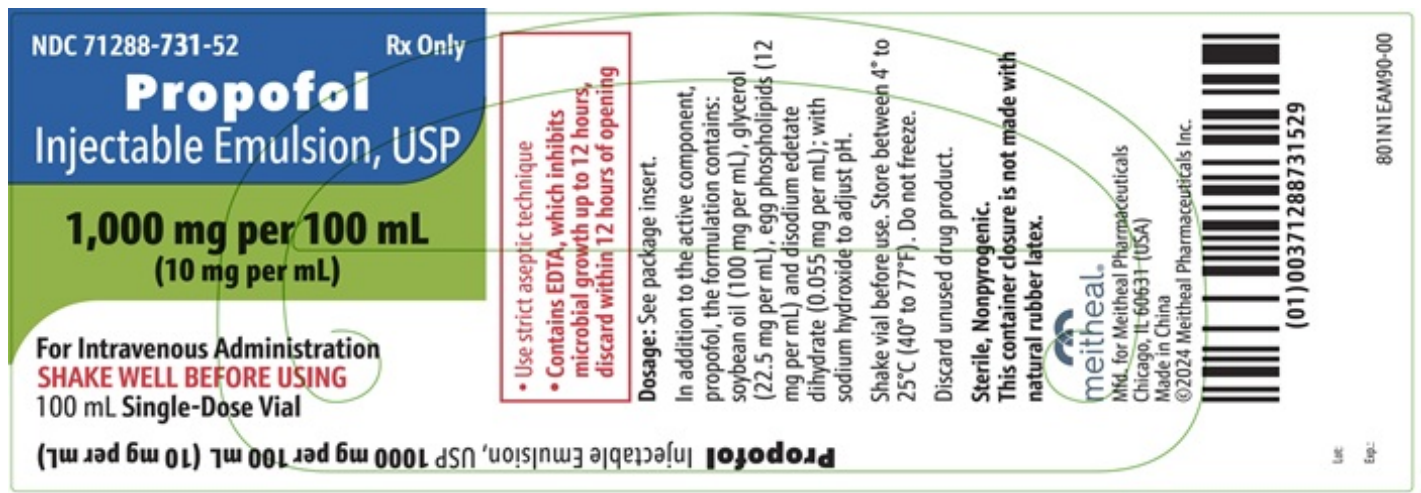 NDC 71288-731-52 Rx Only
Propofol
Injectable Emulsion, USP
1,000 mg per 100 mL
(10 mg per mL)
For Intravenous Administration
SHAKE WELL BEFORE USING
100 mL Single-Dose Vial
Propofol Injectable Emulsion, USP 1000 mg per 100 mL (10 mg per mL)
• Use strict aseptic technique
• Contains EDTA, which inhibits
microbial growth up to 12 hours,
discard within 12 hours of opening
Dosage: See package insert.
In addition to the active component,
propofol, the formulation contains:
soybean oil (100 mg per mL), glycerol
(22.5 mg per mL), egg phospholipids (12
mg per mL) and disodium edetate
dihydrate (0.055 mg per mL); with
sodium hydroxide to adjust pH.
Shake vial before use. Store between 4° to
25°C (40° to 77°F). Do not freeze.
Discard unused drug product.
Sterile, Nonpyrogenic.
This container closure is not made with
natural rubber latex.
meitheal®
Mfd. for Meitheal Pharmaceuticals
Chicago, IL 60631 (USA)
Made in China
©2024 Meitheal Pharmaceuticals Inc.
(01)00371288731529
801N1EAM90-00
Lot:
Exp.: